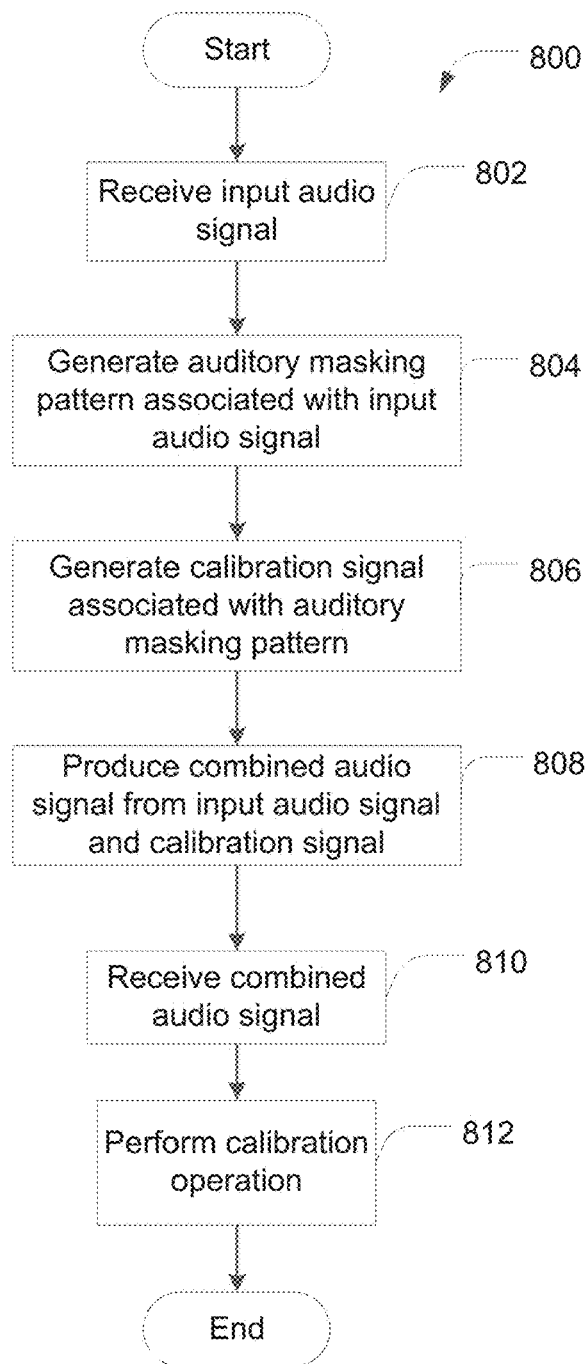 Start
800
Receive input audio
signal
802
Generate auditory masking
pattern associated with input
audio signal
804
Generate calibration signal
associated with auditory
masking pattern
806
Produce combined audio
signal from input audio signal
and calibration signal
808
Receive combined
audio signal
810
Perform calibration
operation
812
End